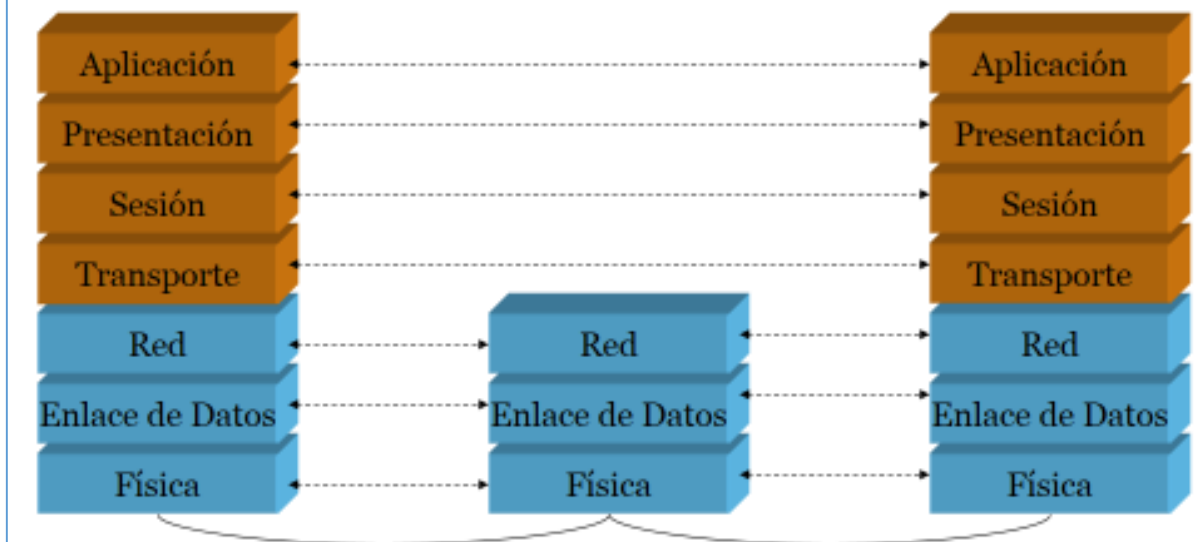 Aplicación Aplicación
Presentación Presentación
Sesión Sesión
Transporte Transporte
Red Red Red
Enlace de Datos Enlace de Datos Enlace de Datos
Física Física Física